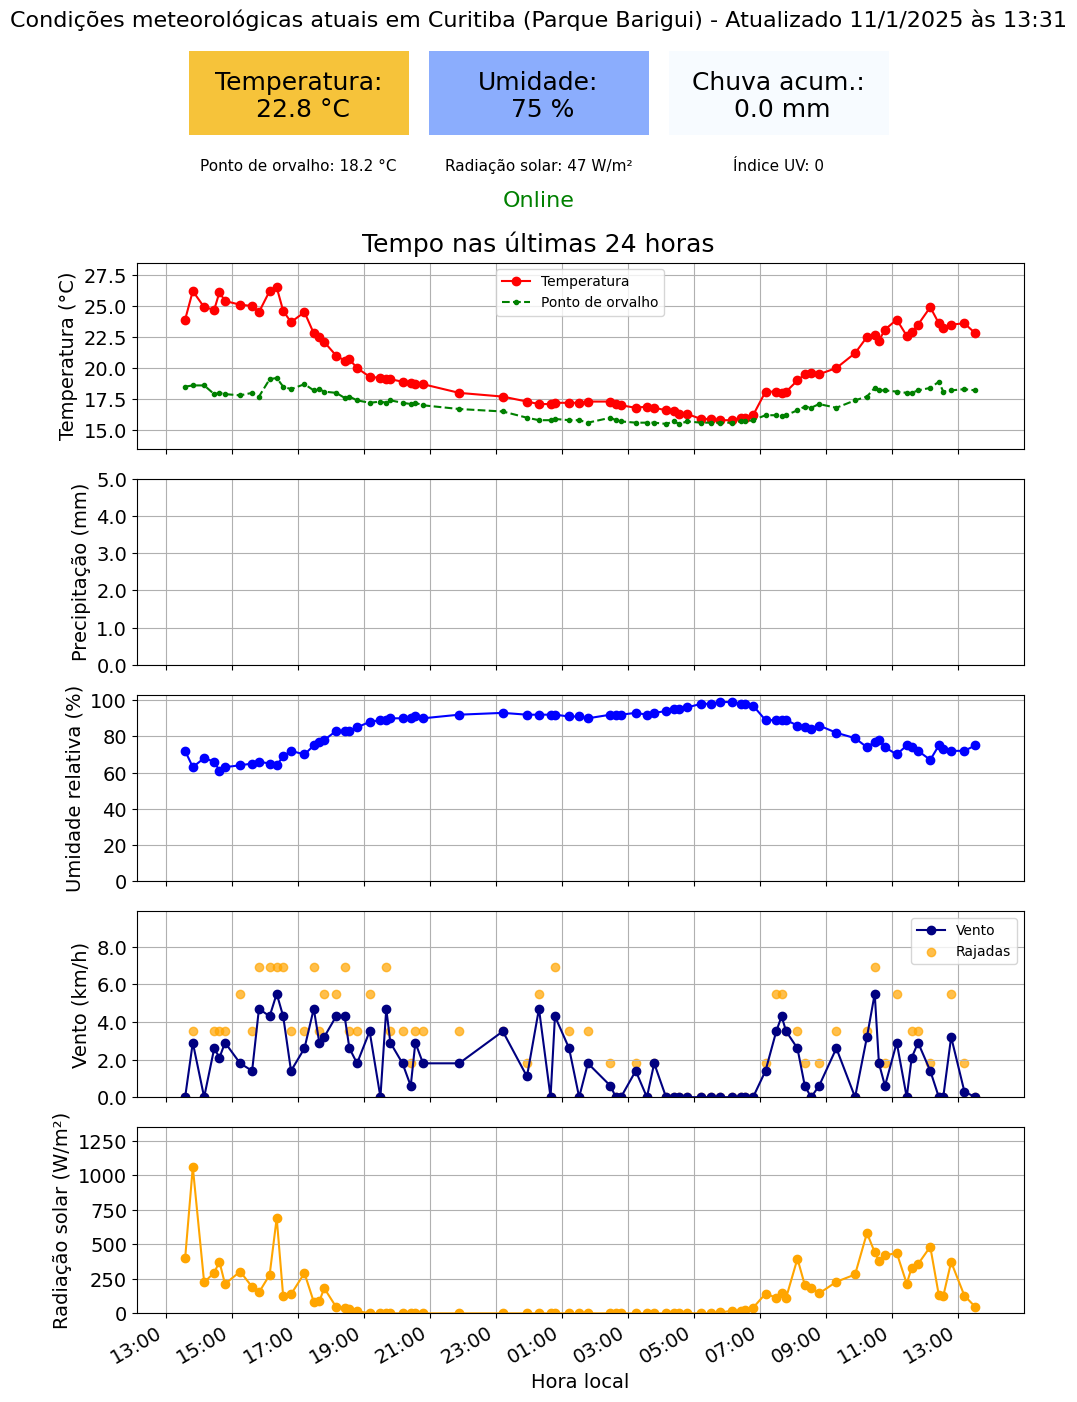 Condições meteorológicas atuais em Curitiba (Parque Barigui) - Atualizado 11/1/2025 às 13:31
Temperatura:
22.8 °C
Umidade:
75 %
Chuva acum.:
0.0 mm
Ponto de orvalho: 18.2 °C
Radiação solar: 47 W/m²
Índice UV: 0
Online
Tempo nas últimas 24 horas
Temperatura (°C)
27.5
25.0
22.5
20.0
17.5
15.0
Temperatura
Ponto de orvalho
Precipitação (mm)
5.0
4.0
3.0
2.0
1.0
0.0
Umidade relativa (%)
100
80
60
40
20
0
Vento (km/h)
8.0
6.0
4.0
2.0
0.0
Vento
Rajadas
Radiação solar (W/m²)
1250
1000
750
500
250
0
13:00
15:00
17:00
19:00
21:00
23:00
01:00
03:00
05:00
07:00
09:00
11:00
13:00
Hora local